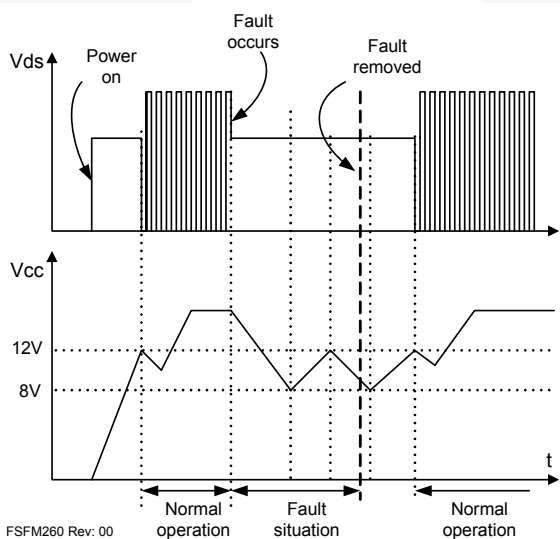 Fault
occurs
Power
on
Fault
removed
Vds
Vcc
12V
8V
t
Normal
operation
Fault
situation
Normal
operation
FSFM260 Rev: 00